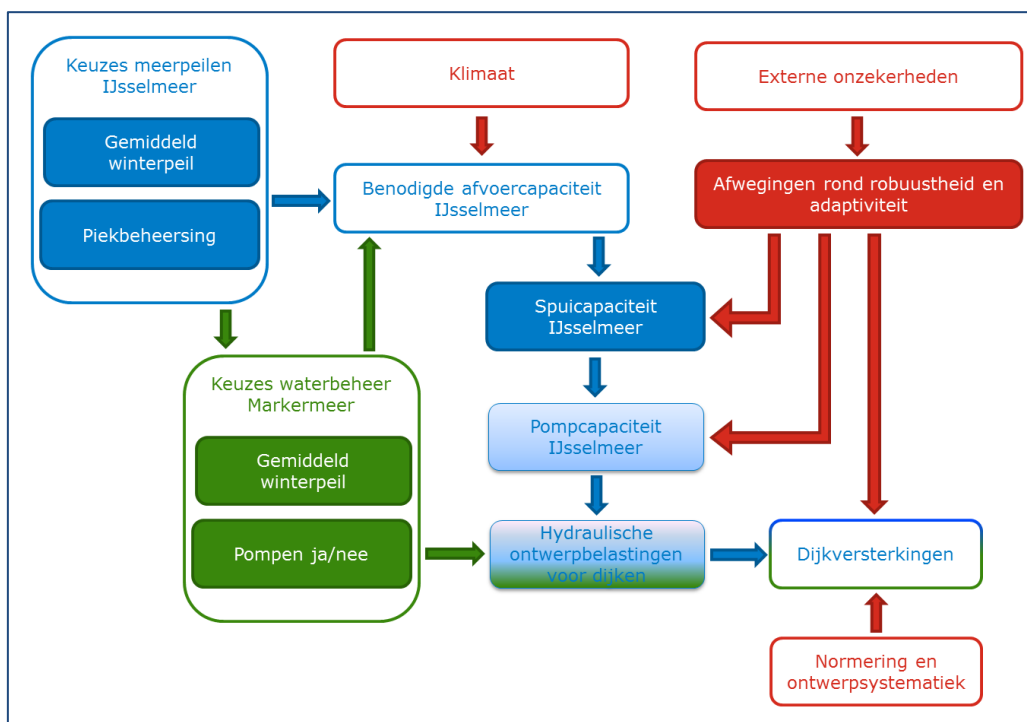 Keuzes meerpeilen
IJsselmeer
Gemiddeld
winterpeil
Piekbeheersing
Klimaat
Externe onzekerheden
Benodigde afvoercapaciteit
IJsselmeer
Afwegingen rond robuustheid en
adaptiviteit
Spuicapaciteit
IJsselmeer
Keuzes waterbeheer
Markermeer
Gemiddeld
winterpeil
Pompen ja/nee
Pompcapaciteit
IJsselmeer
Hydraulische
ontwerpbelastingen
voor dijken
Dijkversterkingen
Normering en
ontwerpsystematiek